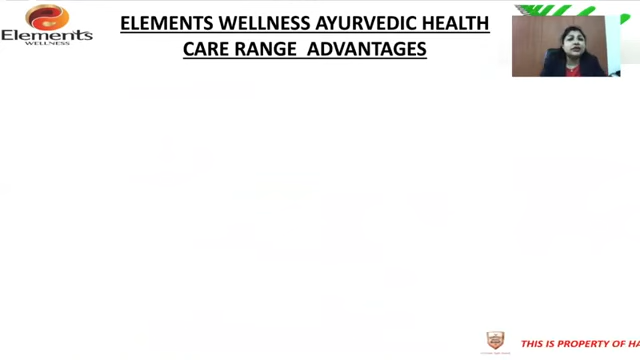 Elements
WELLNESS
ELEMENTS WELLNESS AYURVEDIC HEALTH
CARE RANGE ADVANTAGES
THIS IS PROPERTY OF HA